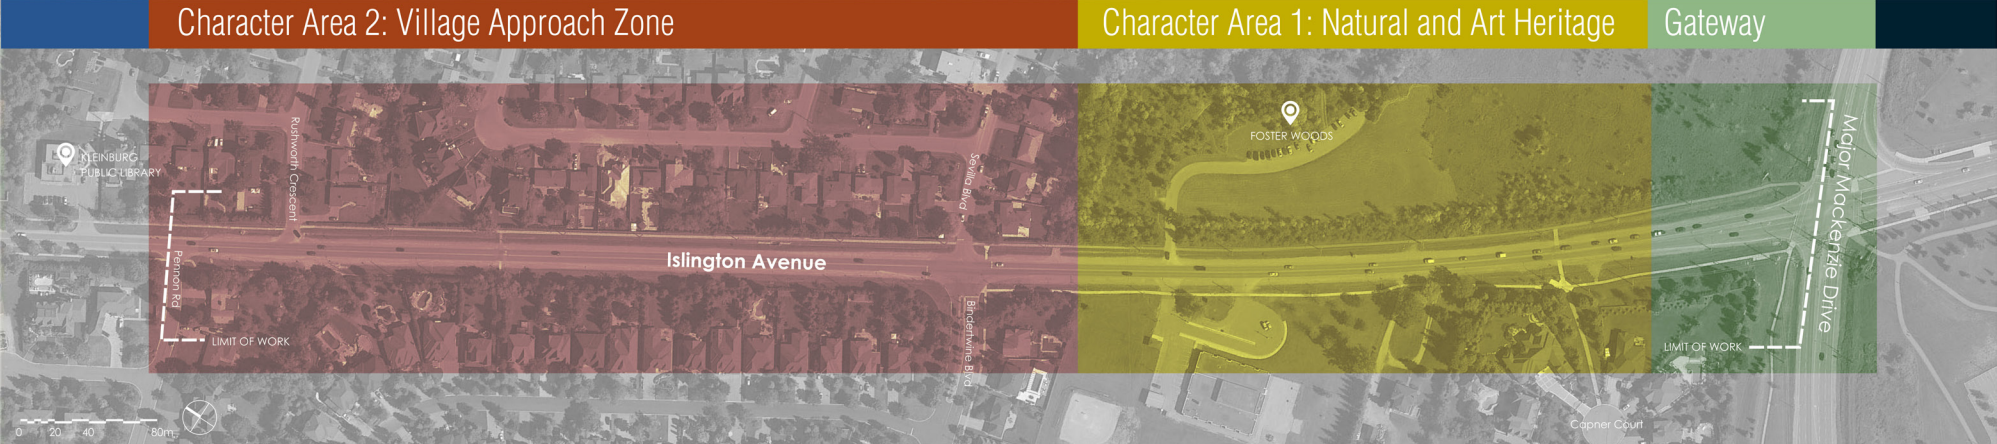 Character Area 2: Village Approach Zone
Character Area 1: Natural and Art Heritage
Gateway
KLEINBURG
PUBLIC LIBRARY
Rushworth Crescent
Sevilla Blvd
FOSTER WOODS
Major Mackenzie Drive
Islington Avenue
Pennon Rd
LIMIT OF WORK
Bindertwine Blvd
LIMIT OF WORK
Capner Court
0 20 40 80m